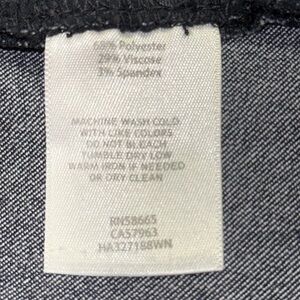 68% Polyester
29% Viscose
3% Spandex
MACHINE WASH COLD
WITH LIKE COLORS
DO NOT BLEACH
TUMBLE DRY LOW
WARM IRON IF NEEDED
OR DRY CLEAN
RN58665
CA57963
HA327188WN